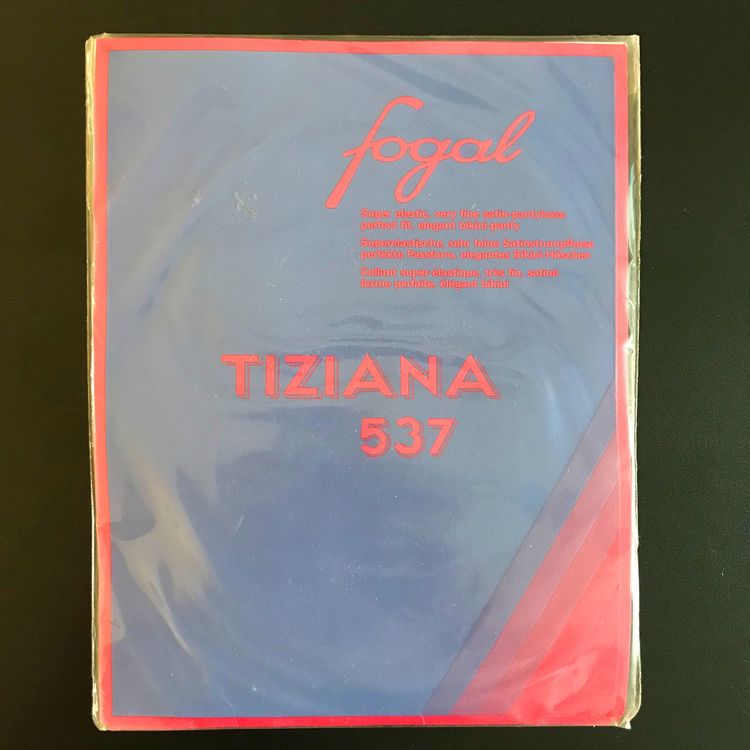 fogal
Super elastic, very fine satin-pantyhose
perfect fit, elegant bikini-panty
Superelastische, sehr feine Satinstrumpfhose
perfekte Passform, elegantes Bikini-Höschen
Collant super-élastique, très fin, satiné
forme parfaite, élégant bikini
TIZIANA
537